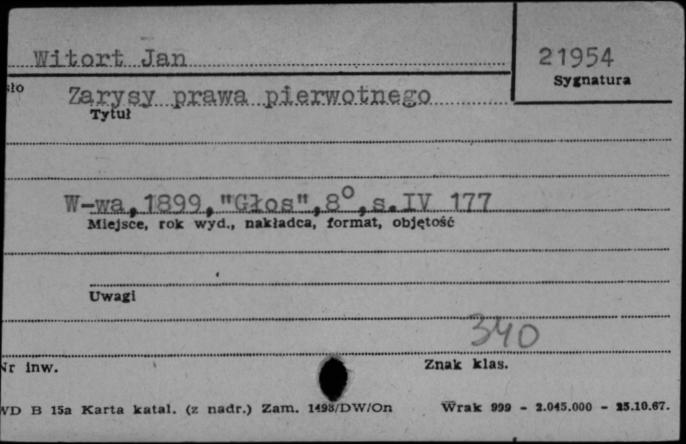 Witort Jan
21954
Sygnatura
ło
Zarysy prawa pierwotnego
Tytuł
W-wa, 1899, "Głos", 8°, s. IV 177
Miejsce, rok wyd., nakładca, format, objętość
Uwagi
340
Nr inw.
Znak klas.
WD B 15a Karta katal. (z nadr.) Zam. 1498/DW/On
Wrak 999 - 2.045.000 - 25.10.67.